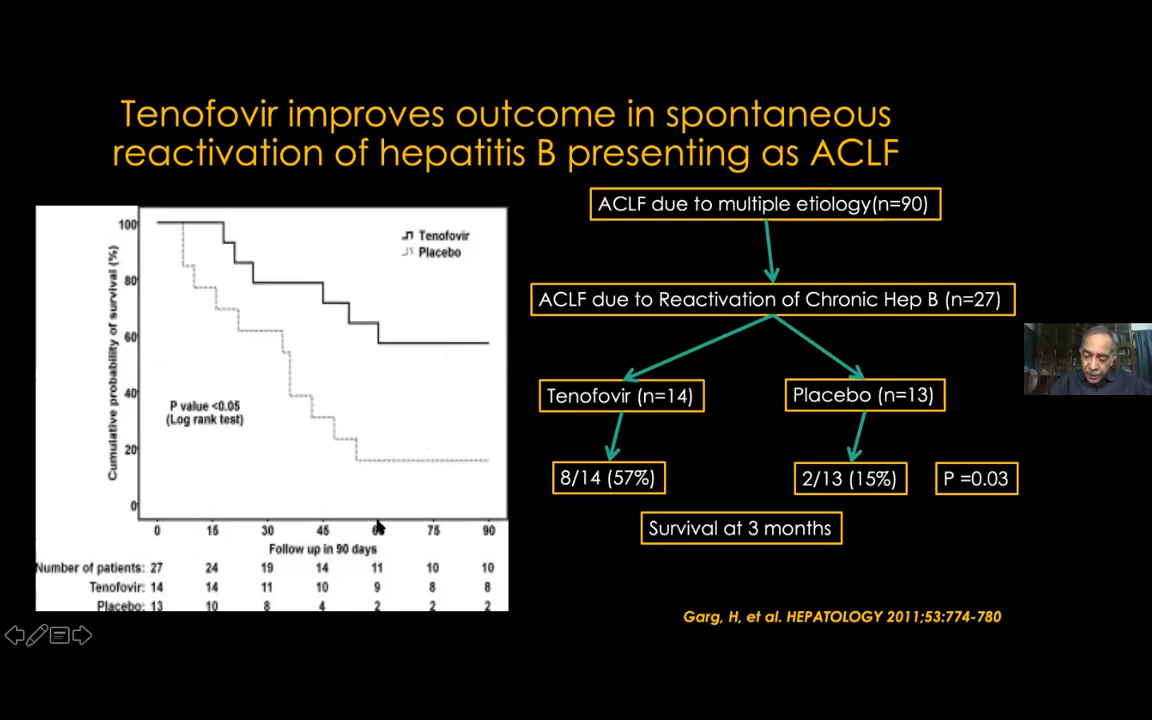 Tenofovir improves outcome in spontaneous
reactivation of hepatitis B presenting as ACLF
100
80
60
40
20
0
Cumulative probability of survival (%)
Tenofovir
Placebo
P value <0.05
(Log rank test)
0 15 30 45 75 90
Follow up in 90 days
Number of patients: 27 24 19 14 11 10 10
Tenofovir: 14 14 11 10 9 8 8
Placebo: 13 10 8 4 2 2 2
ACLF due to multiple etiology(n=90)
ACLF due to Reactivation of Chronic Hep B (n=27)
Tenofovir (n=14)
Placebo (n=13)
8/14 (57%)
2/13 (15%)
P =0.03
Survival at 3 months
Garg, H, et al. HEPATOLOGY 2011;53:774-780